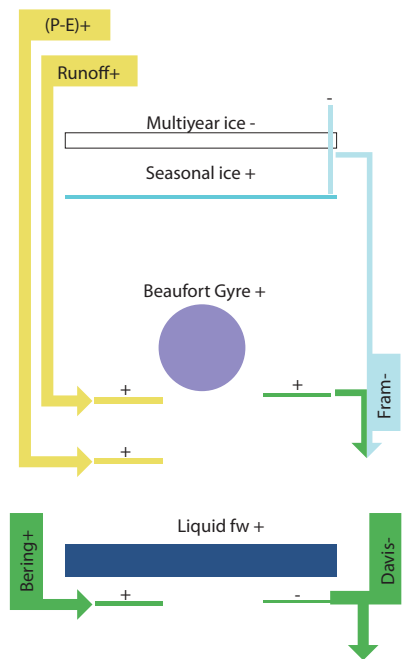 (P-E)+
Runoff+
-
Multiyear ice -
Seasonal ice +
Beaufort Gyre +
+
+
Fram-
+
Liquid fw +
Bering+
Davis-
+
-